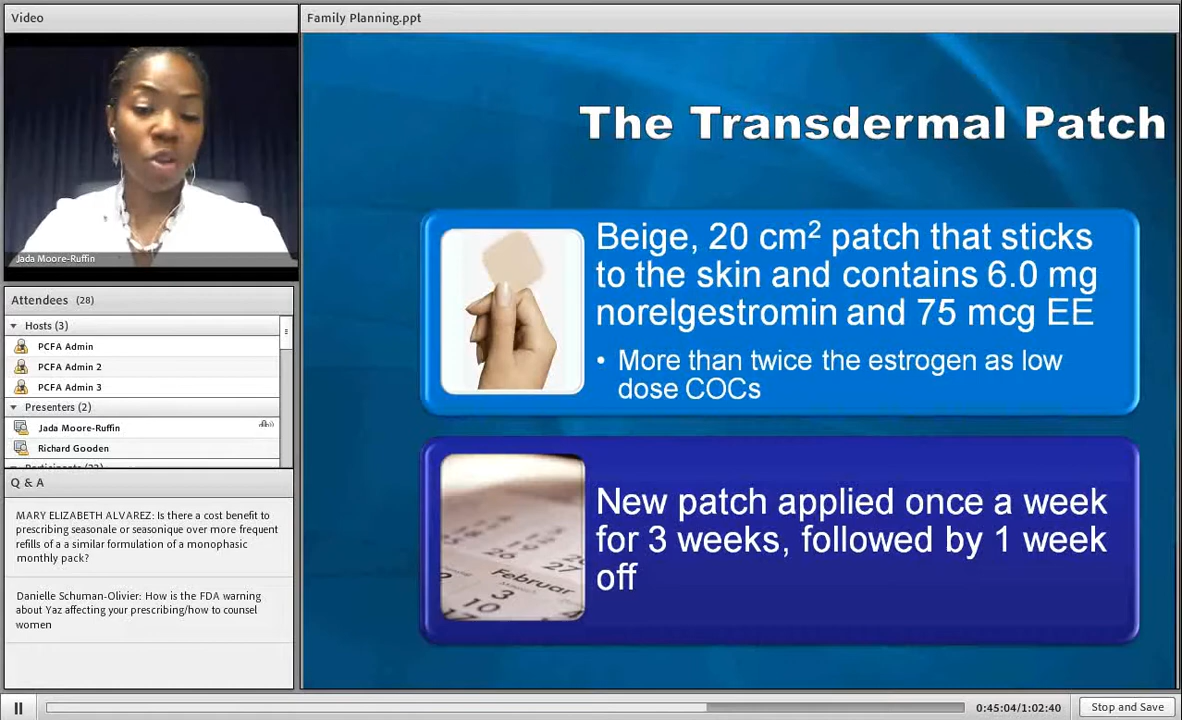 Video
Jada Moore-Ruffin
Attendees (28)
Hosts (3)
PCFA Admin
PCFA Admin 2
PCFA Admin 3
Presenters (2)
Jada Moore-Ruffin
Richard Gooden
Q & A
MARY ELIZABETH ALVAREZ: Is there a cost benefit to
prescribing seasonale or seasonique over more frequent
refills of a a similar formulation of a monophasic
monthly pack?
Danielle Schuman-Olivier: How is the FDA warning
about Yaz affecting your prescribing/how to counsel
women
Family Planning.ppt
The Transdermal Patch
Beige, 20 cm² patch that sticks
to the skin and contains 6.0 mg
norelgestromin and 75 mcg EE
• More than twice the estrogen as low
dose COCs
New patch applied once a week
for 3 weeks, followed by 1 week
off
Februar
3
10
0:45:04/1:02:40
Stop and Save